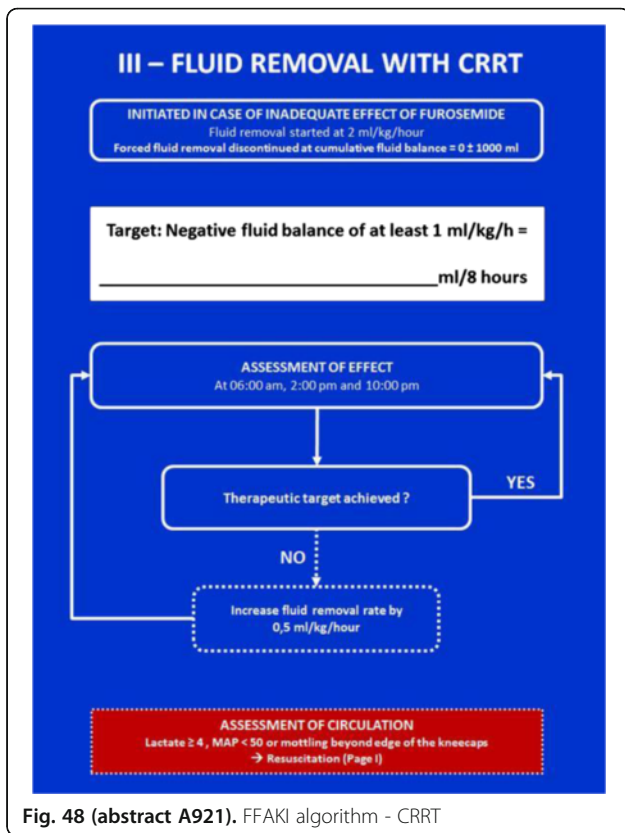 III – FLUID REMOVAL WITH CRRT
INITIATED IN CASE OF INADEQUATE EFFECT OF FUROSEMIDE
Fluid removal started at 2 ml/kg/hour
Forced fluid removal discontinued at cumulative fluid balance = 0 ± 1000 ml
Target: Negative fluid balance of at least 1 ml/kg/h =
________________________________ml/8 hours
ASSESSMENT OF EFFECT
At 06:00 am, 2:00 pm and 10:00 pm
Therapeutic target achieved ?
YES
NO
Increase fluid removal rate by
0,5 ml/kg/hour
ASSESSMENT OF CIRCULATION
Lactate ≥ 4 , MAP < 50 or mottling beyond edge of the kneecaps
→ Resuscitation (Page I)
Fig. 48 (abstract A921). FFAKI algorithm - CRRT